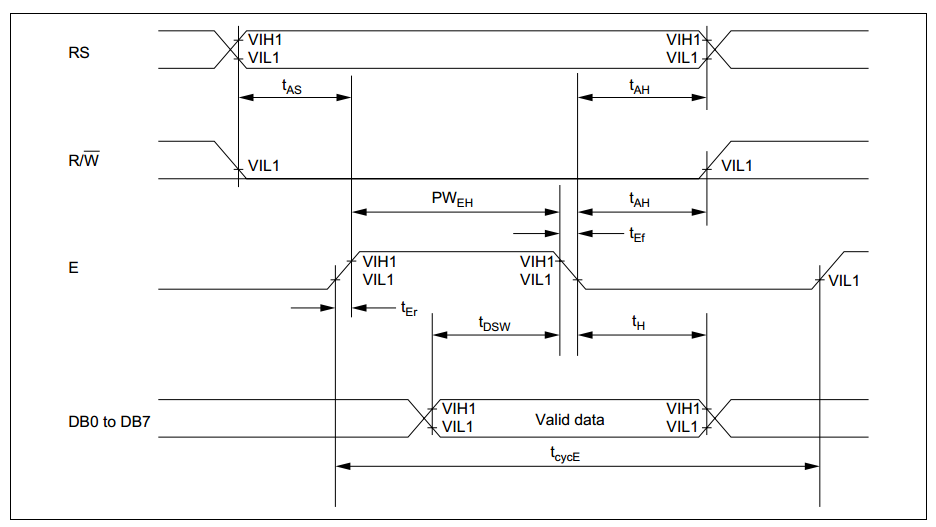 RS VIH1 VIH1
VIL1 VIL1
tAS tAH
R/W̅ VIL1 VIL1
PWEH tAH
tEf
E VIH1 VIH1
VIL1 VIL1 VIL1
tEr
tDSW tH
DB0 to DB7 VIH1 Valid data VIH1
VIL1 VIL1
tcycE